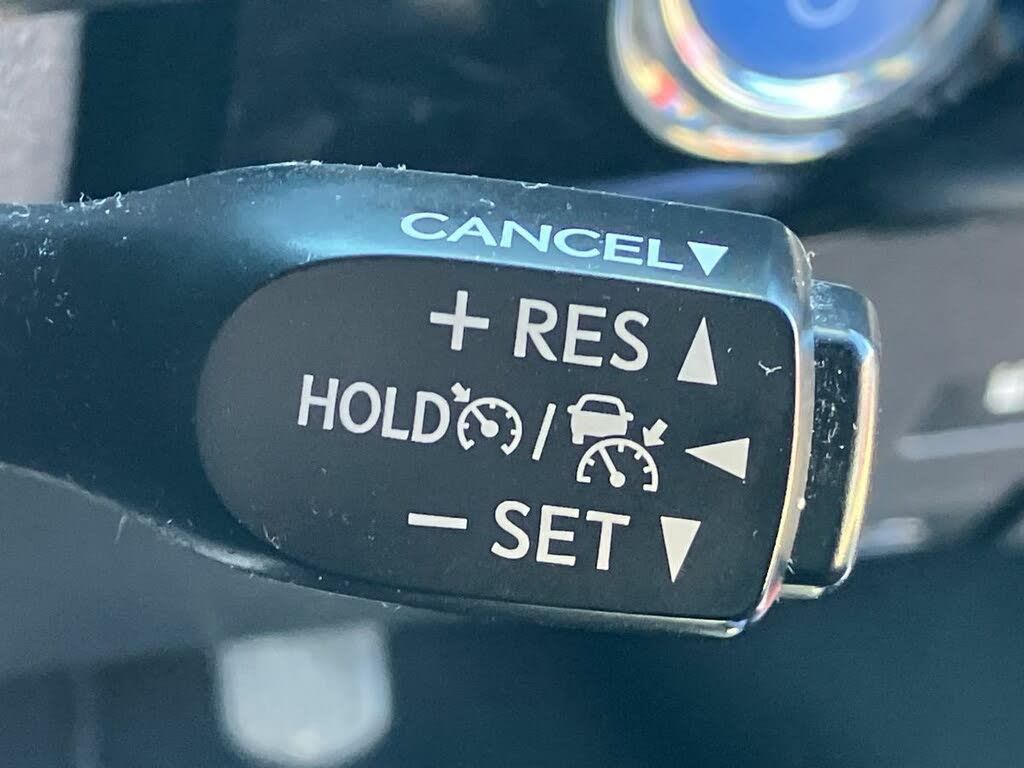 CANCEL▼
+ RES ▲
HOLD / ◀
− SET ▼